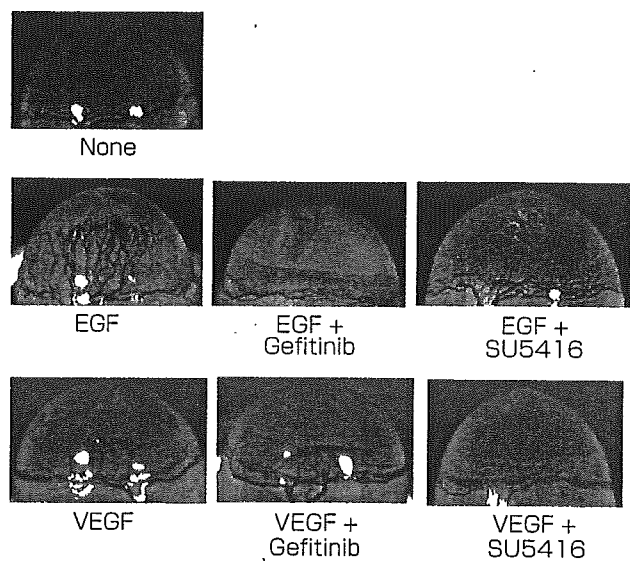 None
EGF
EGF +
Gefitinib
EGF +
SU5416
VEGF
VEGF +
Gefitinib
VEGF +
SU5416